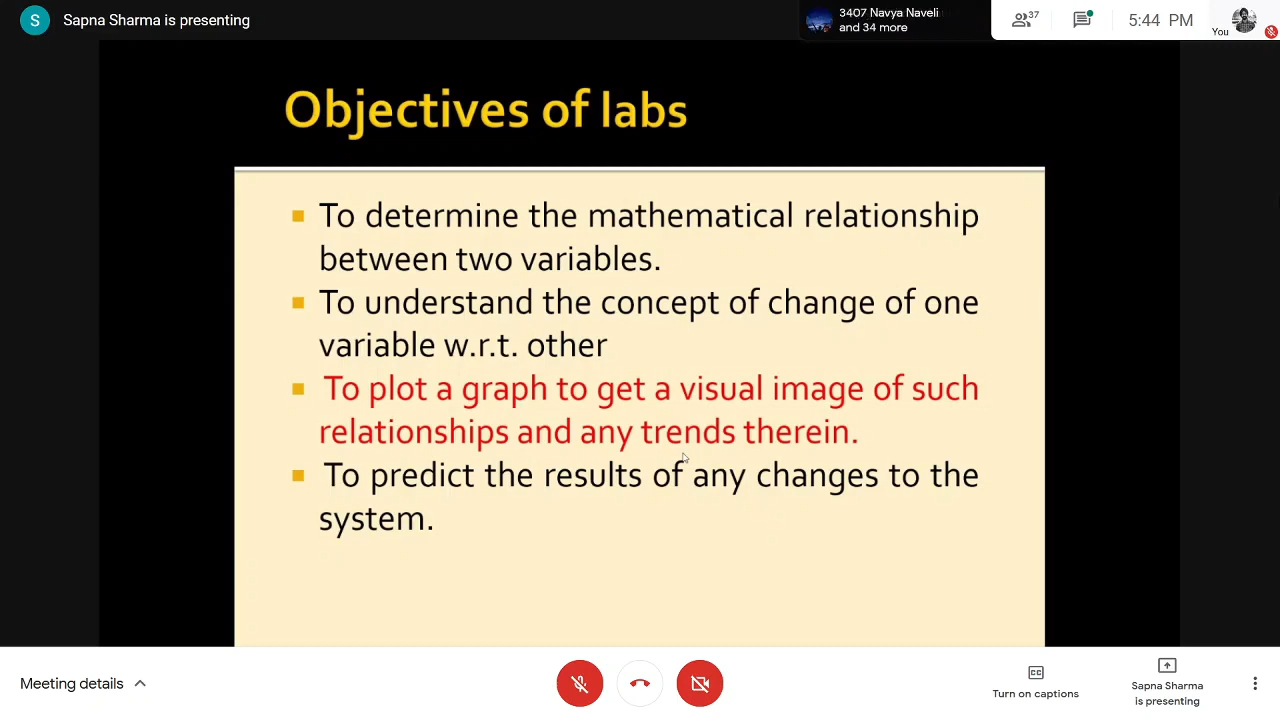 S Sapna Sharma is presenting
3407 Navya Naveli
and 34 more
37
5:44 PM
You
Objectives of labs
To determine the mathematical relationship
between two variables.
To understand the concept of change of one
variable w.r.t. other
To plot a graph to get a visual image of such
relationships and any trends therein.
To predict the results of any changes to the
system.
Meeting details
CC
Turn on captions
Sapna Sharma
is presenting